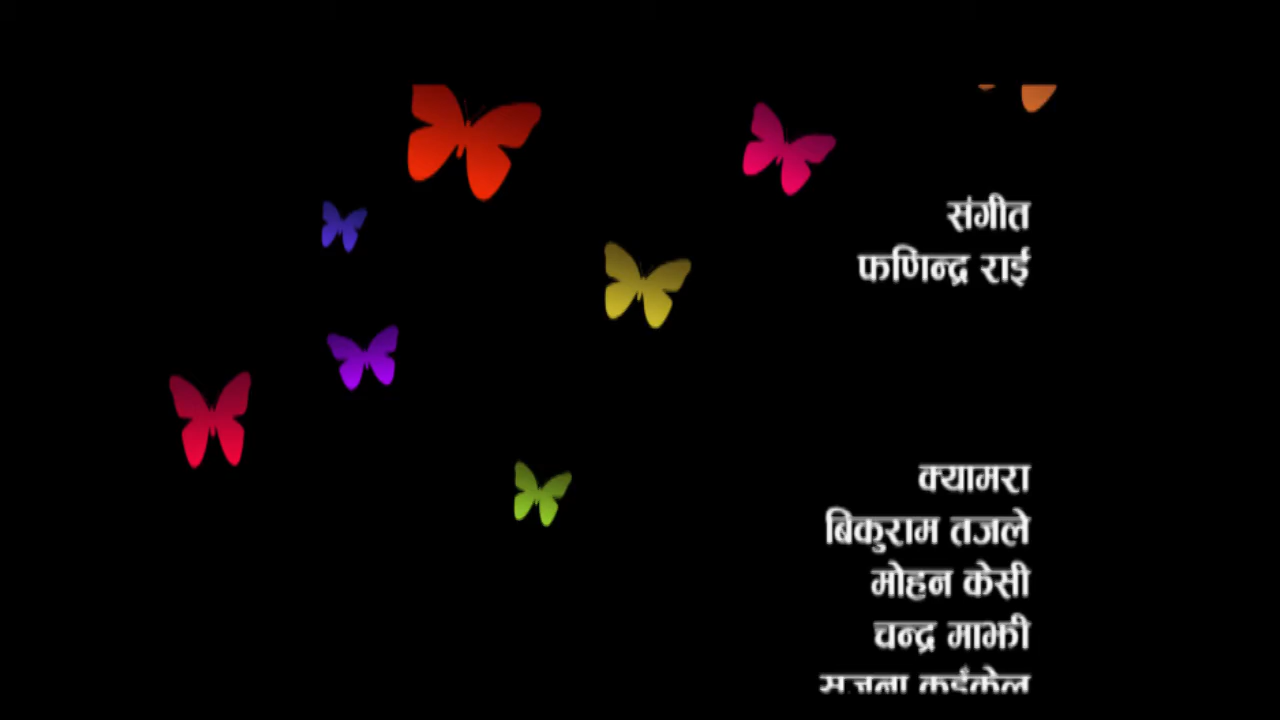 संगीत
फणिन्द्र राई
क्यामरा
बिकुराम तजले
मोहन केसी
चन्द्र माझी